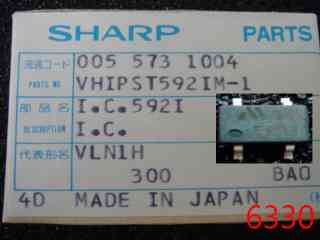 SHARP PARTS
流通コード 005 573 1004
PARTS NO VHIPST592IM-1
部品名 I.C.592I
DESCRIPTION I.C.
代表形名 VLN1H
300 BAO
4D MADE IN JAPAN
6330